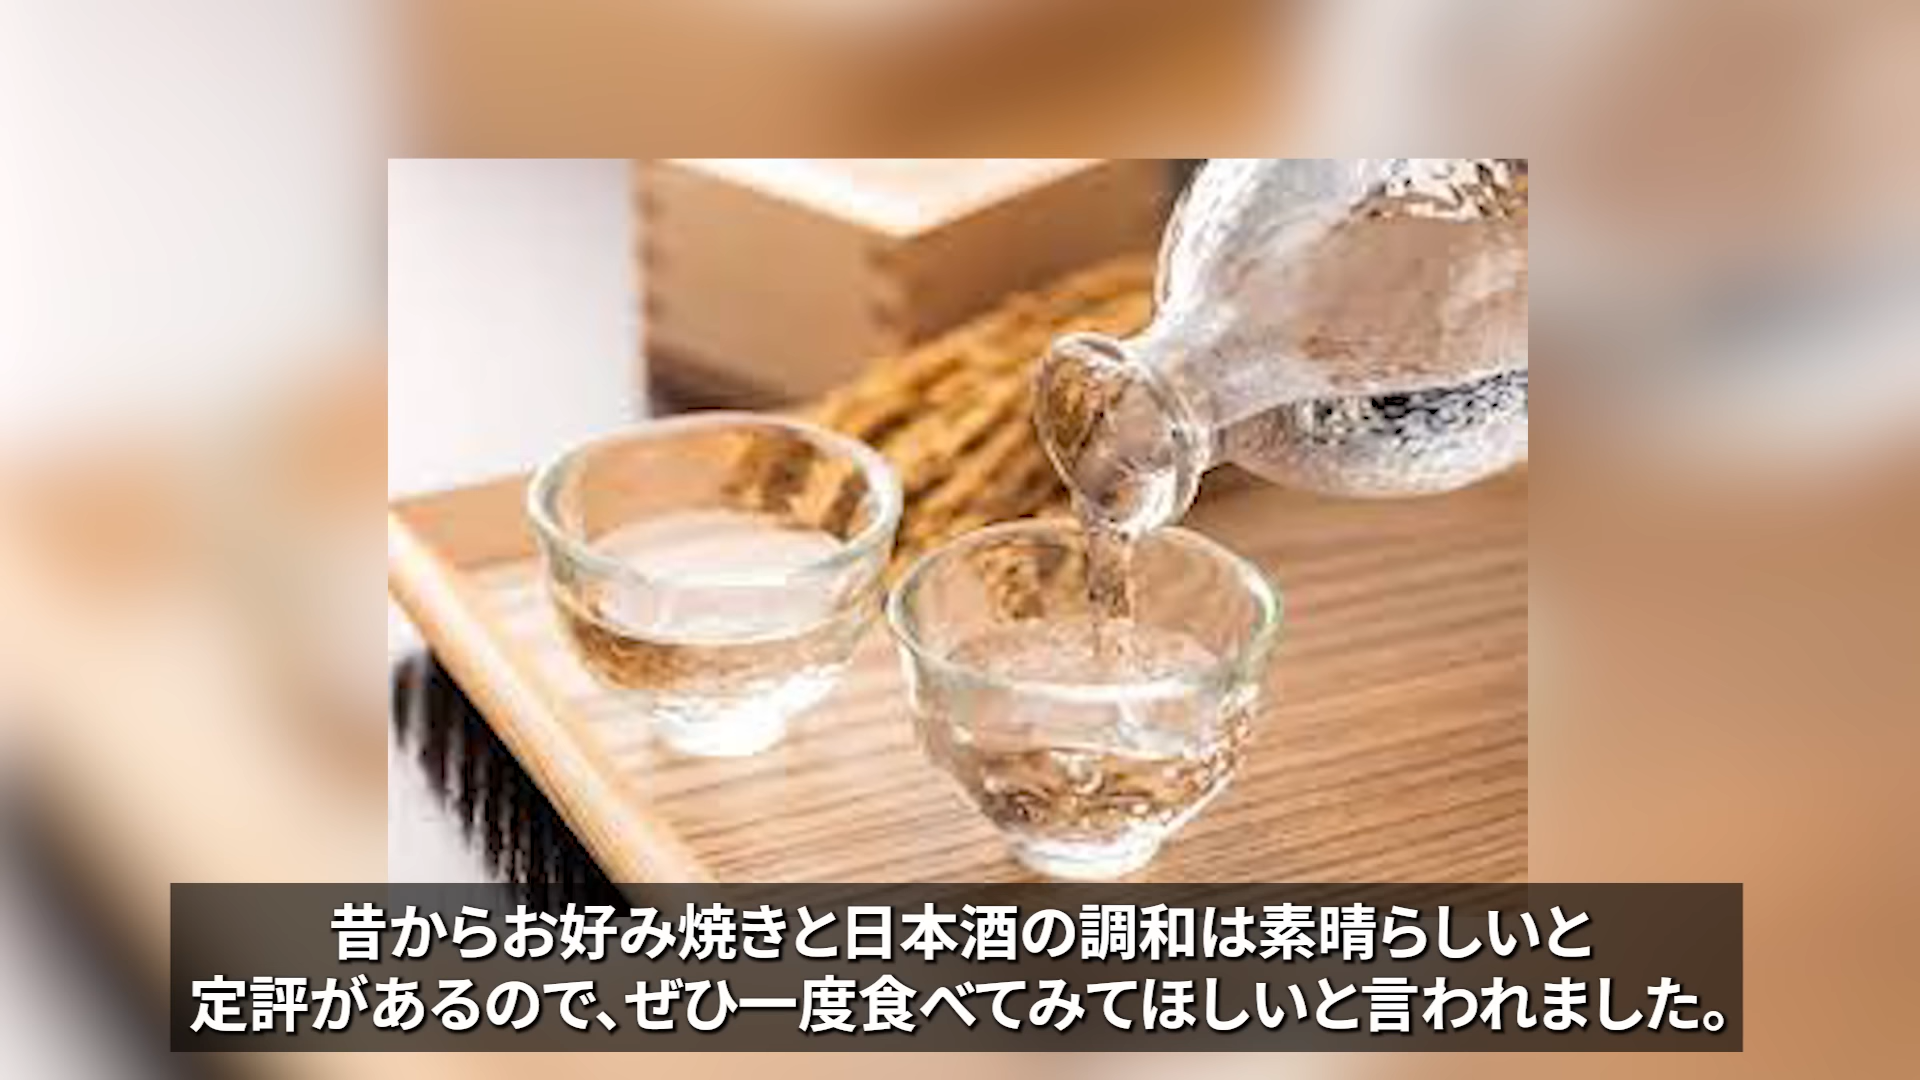 昔からお好み焼きと日本酒の調和は素晴らしいと
定評があるので、ぜひ一度食べてみてほしいと言われました。